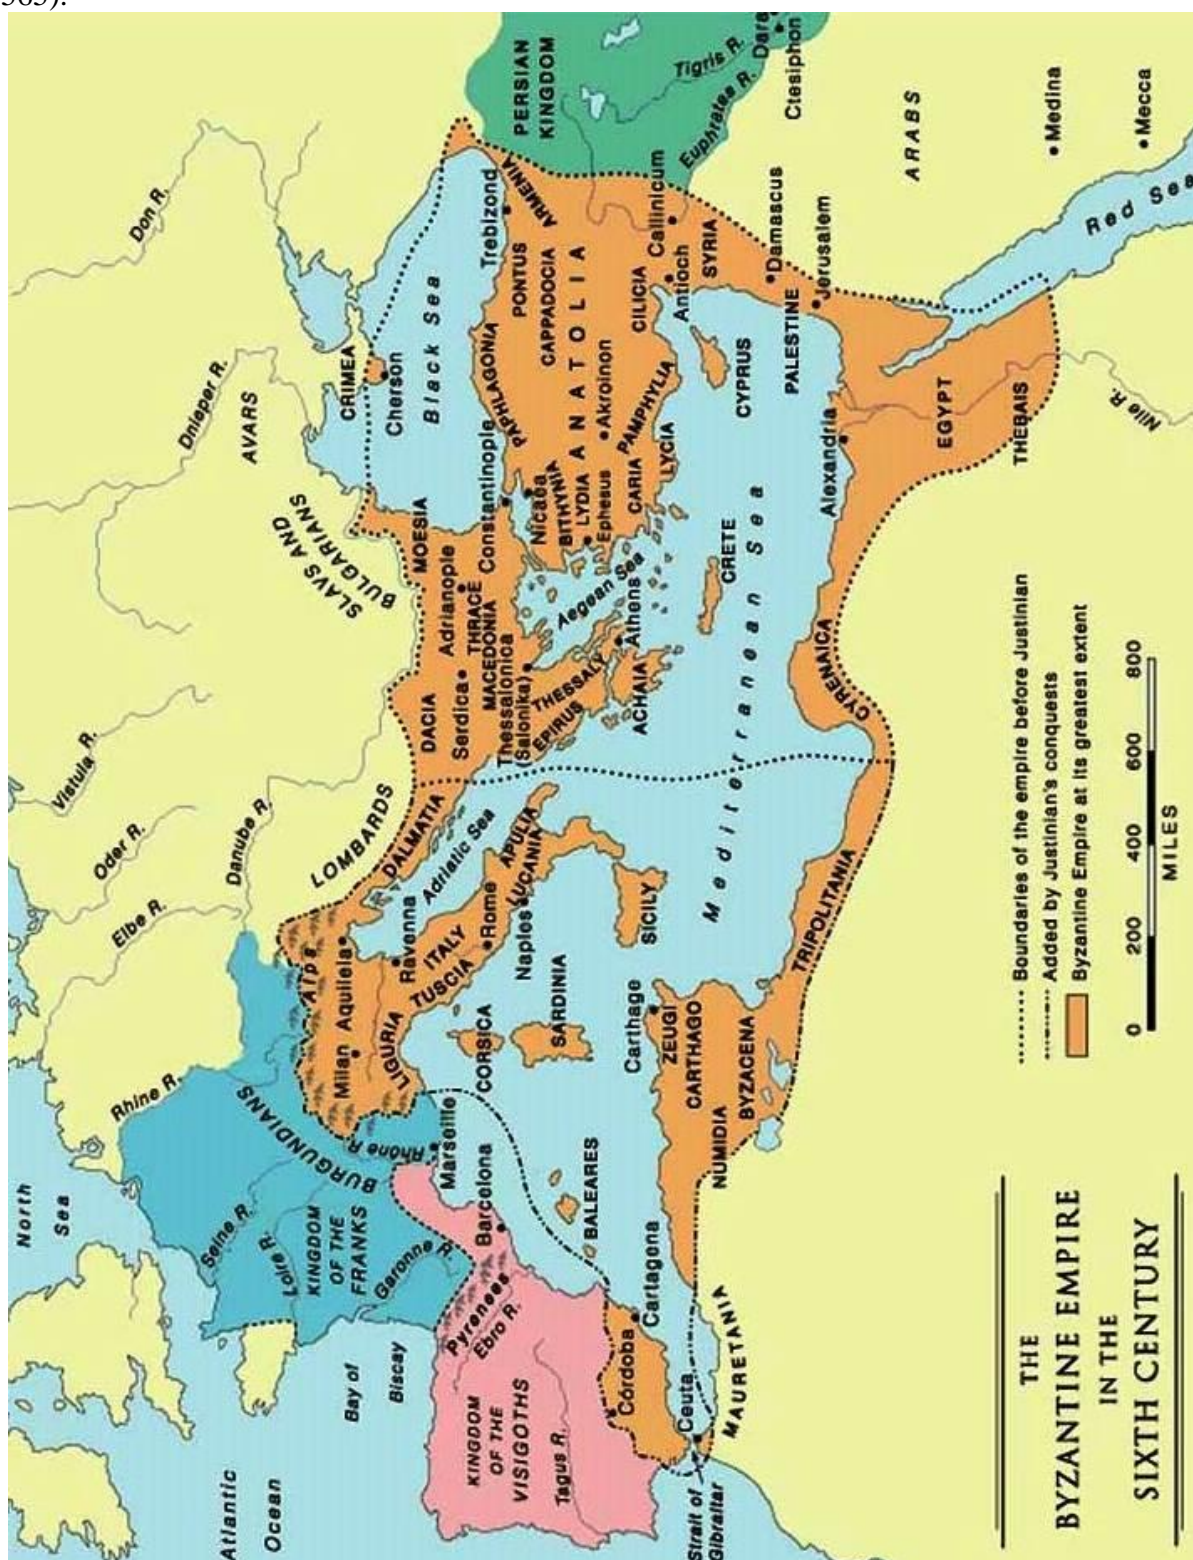 565).
North
Sea
Atlantic
Ocean
Bay of
Biscay
Rhine R.
Elbe R.
Oder R.
Vistula R.
Danube R.
Dnieper R.
Don R.
Seine R.
Loire R.
Garonne R.
Rhône R.
KINGDOM
OF THE
FRANKS
BURGUNDIANS
LOMBARDS
SLAVS AND
BULGARIANS
AVARS
CRIMEA
Cherson
Black Sea
Alps
Milan
Aquileia
LIGURIA
Ravenna
ITALY
TUSCIA
Rome
Naples
APULIA
LUCANIA
Adriatic Sea
DALMATIA
DACIA
Serdica
MOESIA
Adrianople
THRACE
MACEDONIA
Thessalonica
(Salonika)
Constantinople
THESSALY
EPIRUS
ACHAIA
Athens
Aegean Sea
CRETE
Nicaea
BITHYNIA
LYDIA
Ephesus
CARIA
LYCIA
PAMPHYLIA
Akroinon
ANATOLIA
PAPHLAGONIA
CAPPADOCIA
PONTUS
Trebizond
ARMENIA
CILICIA
Antioch
Callinicum
SYRIA
CYPRUS
PERSIAN
KINGDOM
Tigris R.
Euphrates R.
Dara
Ctesiphon
Damascus
Jerusalem
PALESTINE
ARABS
Medina
Mecca
Red Sea
Alexandria
EGYPT
THEBAIS
Nile R.
CYRENAICA
TRIPOLITANIA
Mediterranean Sea
SICILY
SARDINIA
CORSICA
BALEARES
Marseille
Barcelona
Pyrenees
Ebro R.
KINGDOM
OF THE
VISIGOTHS
Tagus R.
Córdoba
Cartagena
Ceuta
Strait of
Gibraltar
MAURETANIA
Carthage
ZEUGI
CARTHAGO
NUMIDIA
BYZACENA
THE
BYZANTINE EMPIRE
IN THE
SIXTH CENTURY
Boundaries of the empire before Justinian
Added by Justinian's conquests
Byzantine Empire at its greatest extent
0 200 400 600 800
MILES